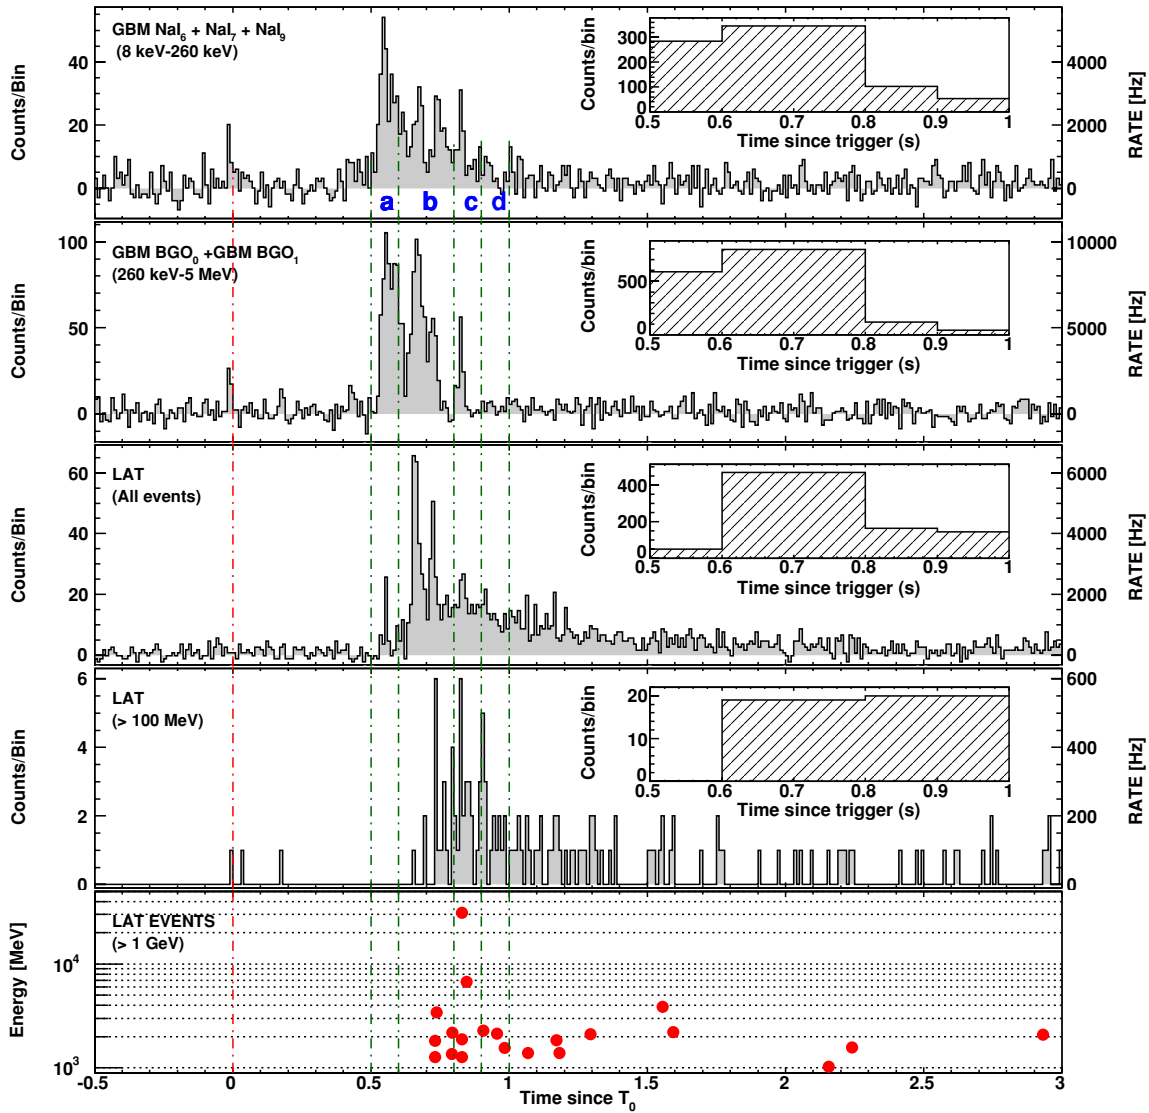 GBM NaI6 + NaI7 + NaI9
(8 keV-260 keV)
Counts/Bin
0
20
40
RATE [Hz]
0
2000
4000
Counts/bin
0
100
200
300
0.5 0.6 0.7 0.8 0.9 1
Time since trigger (s)
a b c d
GBM BGO0 +GBM BGO1
(260 keV-5 MeV)
Counts/Bin
0
50
100
RATE [Hz]
0
5000
10000
Counts/bin
0
500
0.5 0.6 0.7 0.8 0.9 1
Time since trigger (s)
LAT
(All events)
Counts/Bin
0
20
40
60
RATE [Hz]
0
2000
4000
6000
Counts/bin
0
200
400
0.5 0.6 0.7 0.8 0.9 1
Time since trigger (s)
LAT
(> 100 MeV)
Counts/Bin
0
2
4
6
RATE [Hz]
0
200
400
600
Counts/bin
0
10
20
0.5 0.6 0.7 0.8 0.9 1
Time since trigger (s)
LAT EVENTS
(> 1 GeV)
Energy [MeV]
10^4
10^3
-0.5 0 0.5 1 1.5 2 2.5 3
Time since T0